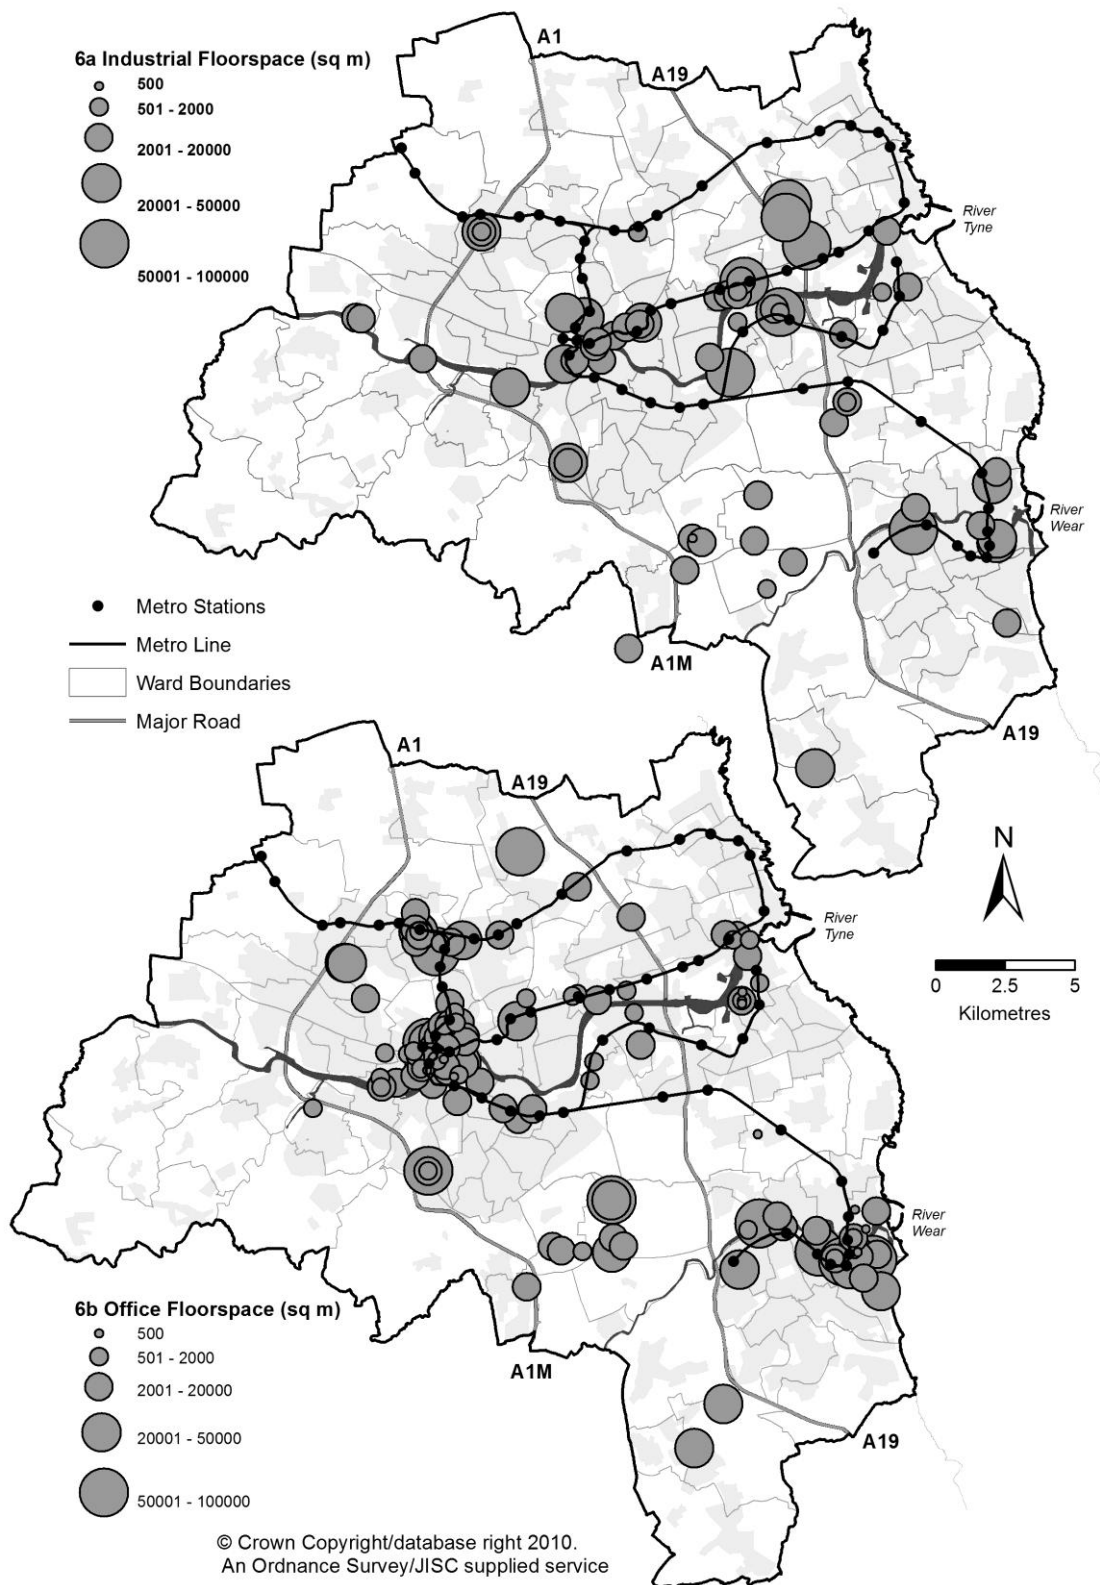 6a Industrial Floorspace (sq m)
500
501 - 2000
2001 - 20000
20001 - 50000
50001 - 100000
A1
A19
River
Tyne
River
Wear
Metro Stations
Metro Line
Ward Boundaries
Major Road
A1M
A19
A1
A19
N
0 2.5 5
Kilometres
River
Tyne
River
Wear
6b Office Floorspace (sq m)
500
501 - 2000
2001 - 20000
20001 - 50000
50001 - 100000
A1M
A19
© Crown Copyright/database right 2010.
An Ordnance Survey/JISC supplied service